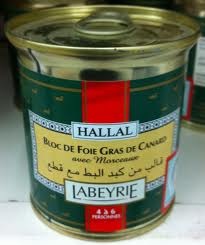 HALLAL
BLOC DE FOIE GRAS DE CANARD
avec Morceaux
قالب من كبد البط مع قطع
LABEYRIE
4 à 6
PERSONNES